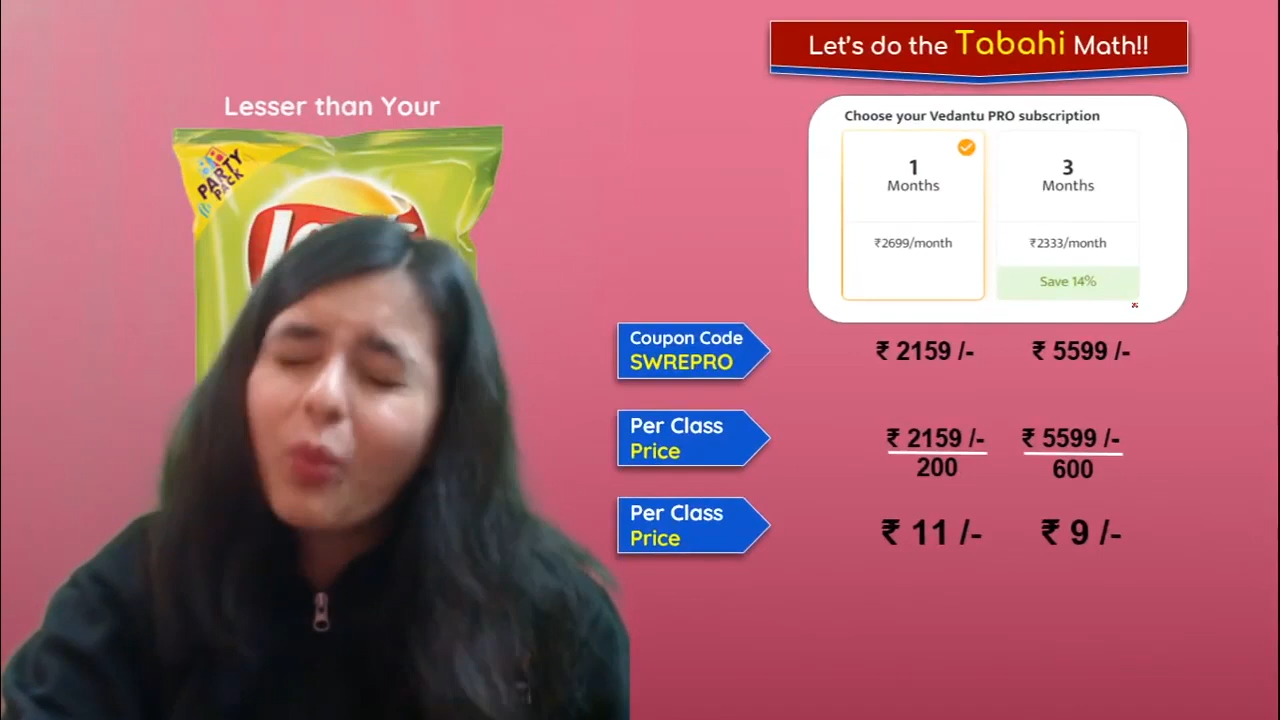 Let's do the Tabahi Math!!
Lesser than Your
PARTY
PACK
Choose your Vedantu PRO subscription
1
Months
₹2699/month
3
Months
₹2333/month
Save 14%
Coupon Code
SWREPRO
₹ 2159 /-
₹ 5599 /-
Per Class
Price
₹ 2159 /-
200
₹ 5599 /-
600
Per Class
Price
₹ 11 /-
₹ 9 /-